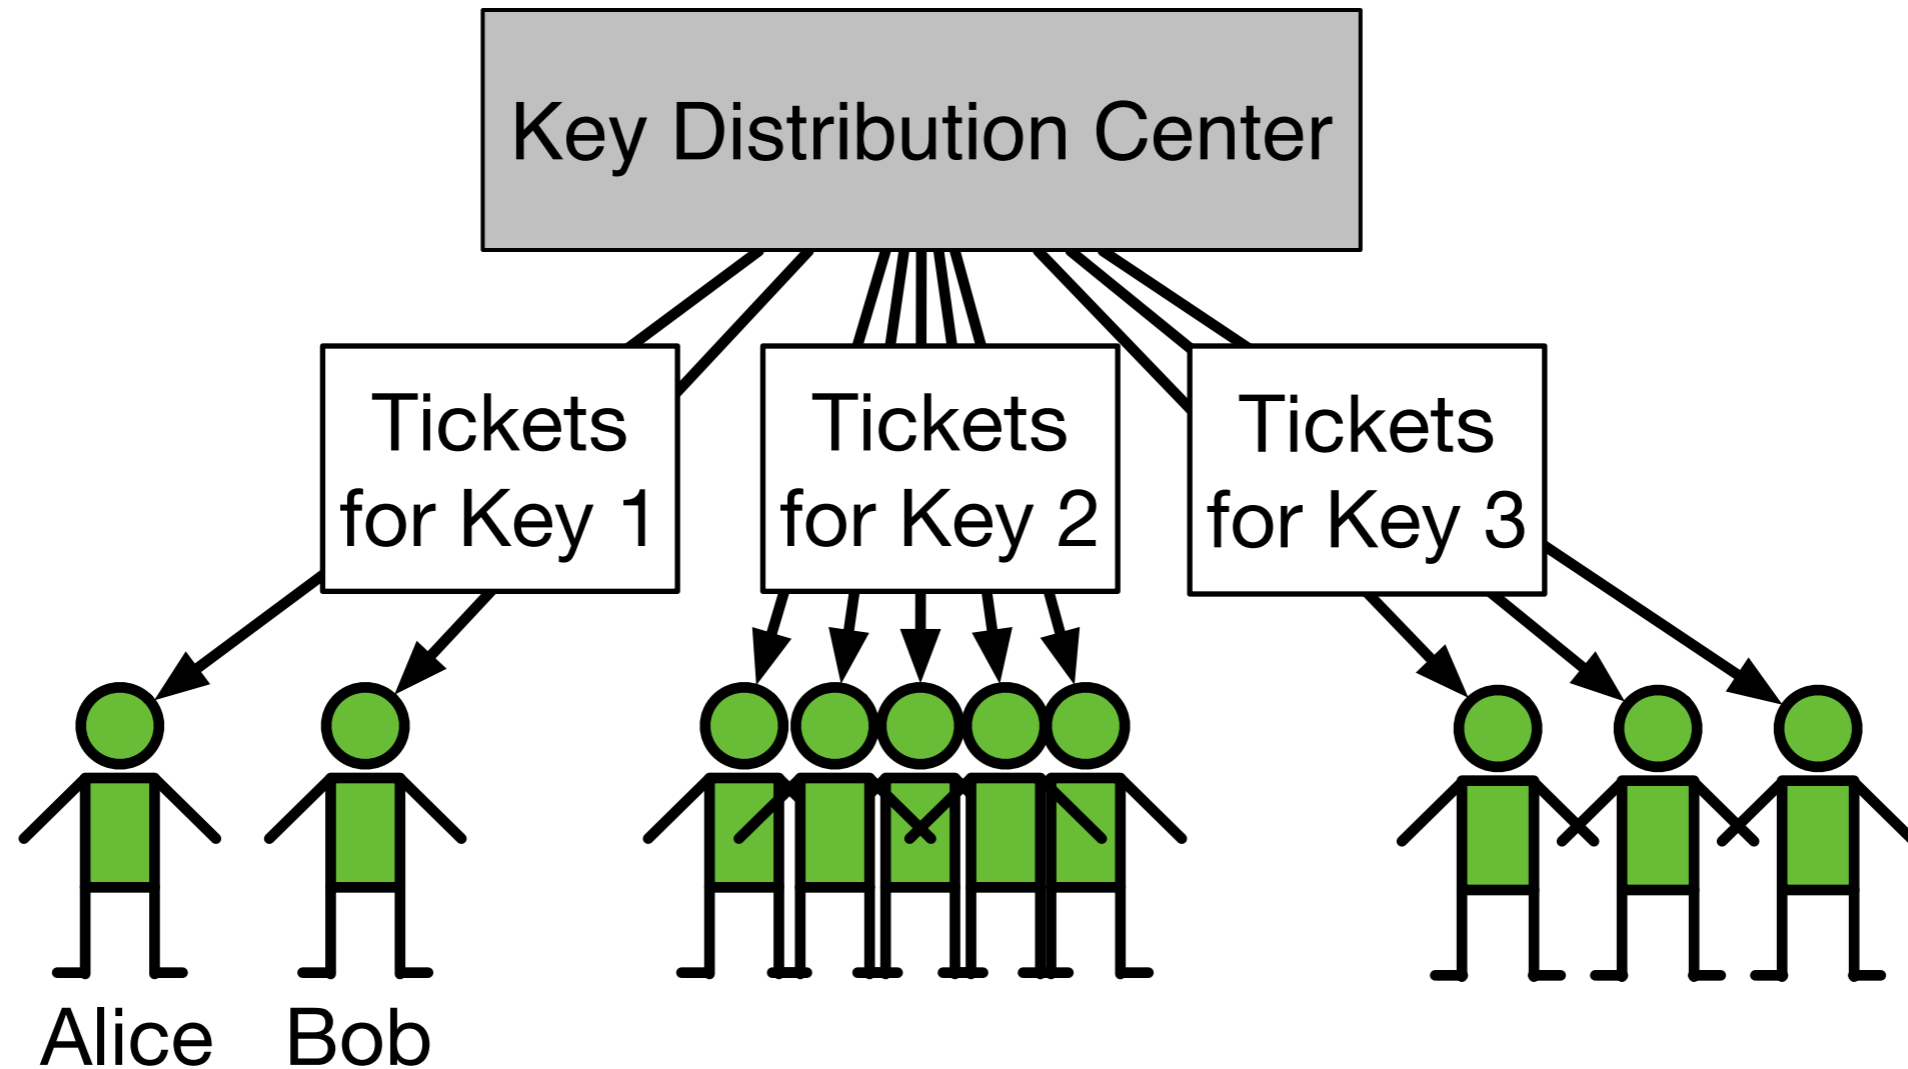 Key Distribution Center
Tickets
for Key 1
Tickets
for Key 2
Tickets
for Key 3
Alice
Bob